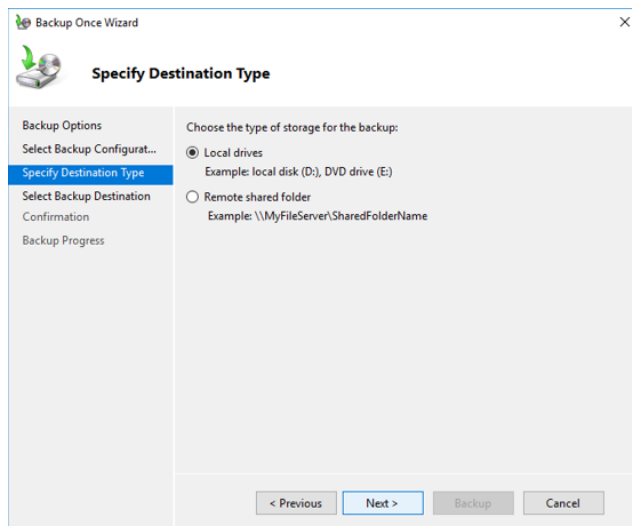 Backup Once Wizard
Specify Destination Type
Backup Options
Select Backup Configurat...
Specify Destination Type
Select Backup Destination
Confirmation
Backup Progress
Choose the type of storage for the backup:
Local drives
Example: local disk (D:), DVD drive (E:)
Remote shared folder
Example: \\MyFileServer\SharedFolderName
< Previous
Next >
Backup
Cancel